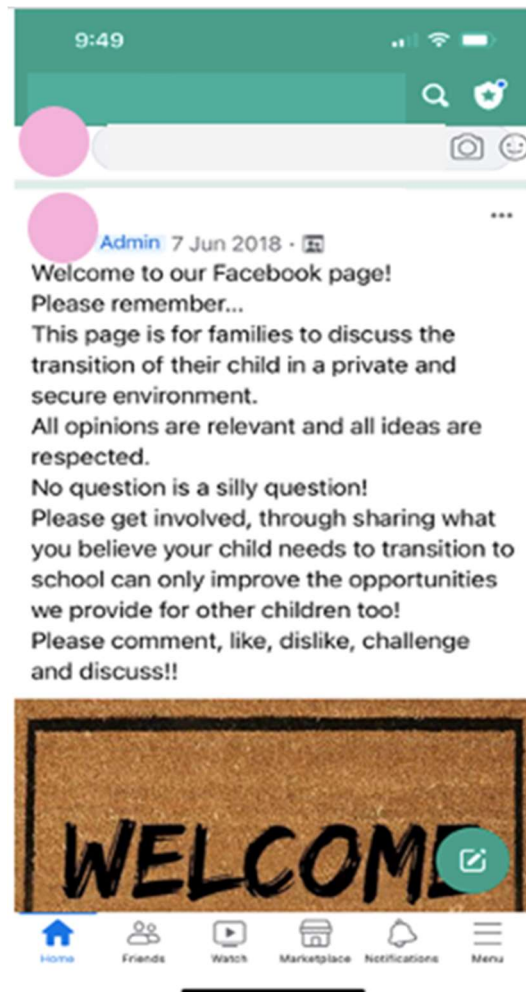 9:49
Admin 7 Jun 2018 ·
Welcome to our Facebook page!
Please remember...
This page is for families to discuss the
transition of their child in a private and
secure environment.
All opinions are relevant and all ideas are
respected.
No question is a silly question!
Please get involved, through sharing what
you believe your child needs to transition to
school can only improve the opportunities
we provide for other children too!
Please comment, like, dislike, challenge
and discuss!!
WELCOME
Home Friends Watch Marketplace Notifications Menu